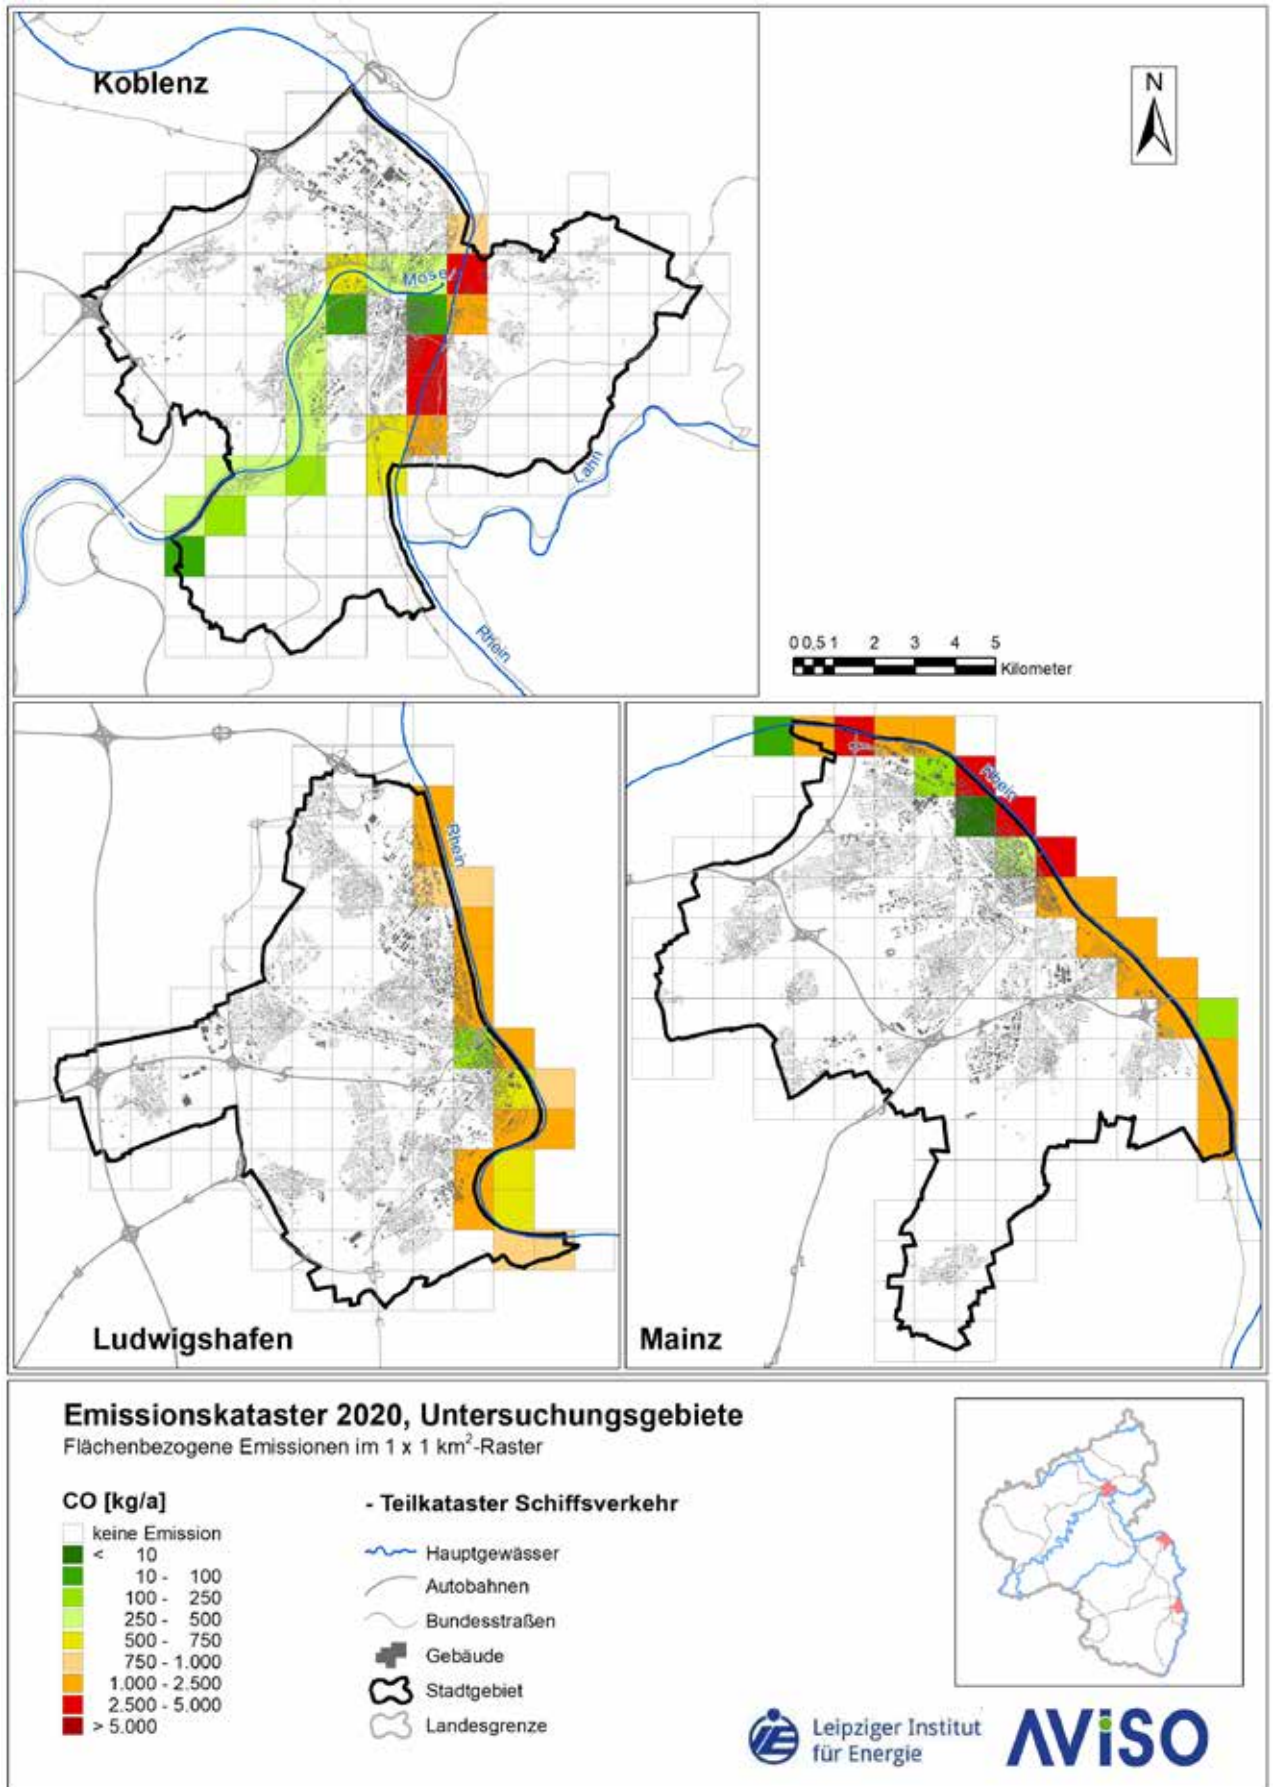 Koblenz
N
Mosel
Lahn
Rhein
0 0,5 1 2 3 4 5
Kilometer
Rhein
Ludwigshafen
Rhein
Mainz
Emissionskataster 2020, Untersuchungsgebiete
Flächenbezogene Emissionen im 1 x 1 km²-Raster
CO [kg/a]
keine Emission
< 10
10 - 100
100 - 250
250 - 500
500 - 750
750 - 1.000
1.000 - 2.500
2.500 - 5.000
> 5.000
- Teilkataster Schiffsverkehr
Hauptgewässer
Autobahnen
Bundesstraßen
Gebäude
Stadtgebiet
Landesgrenze
Leipziger Institut
für Energie
AViSO